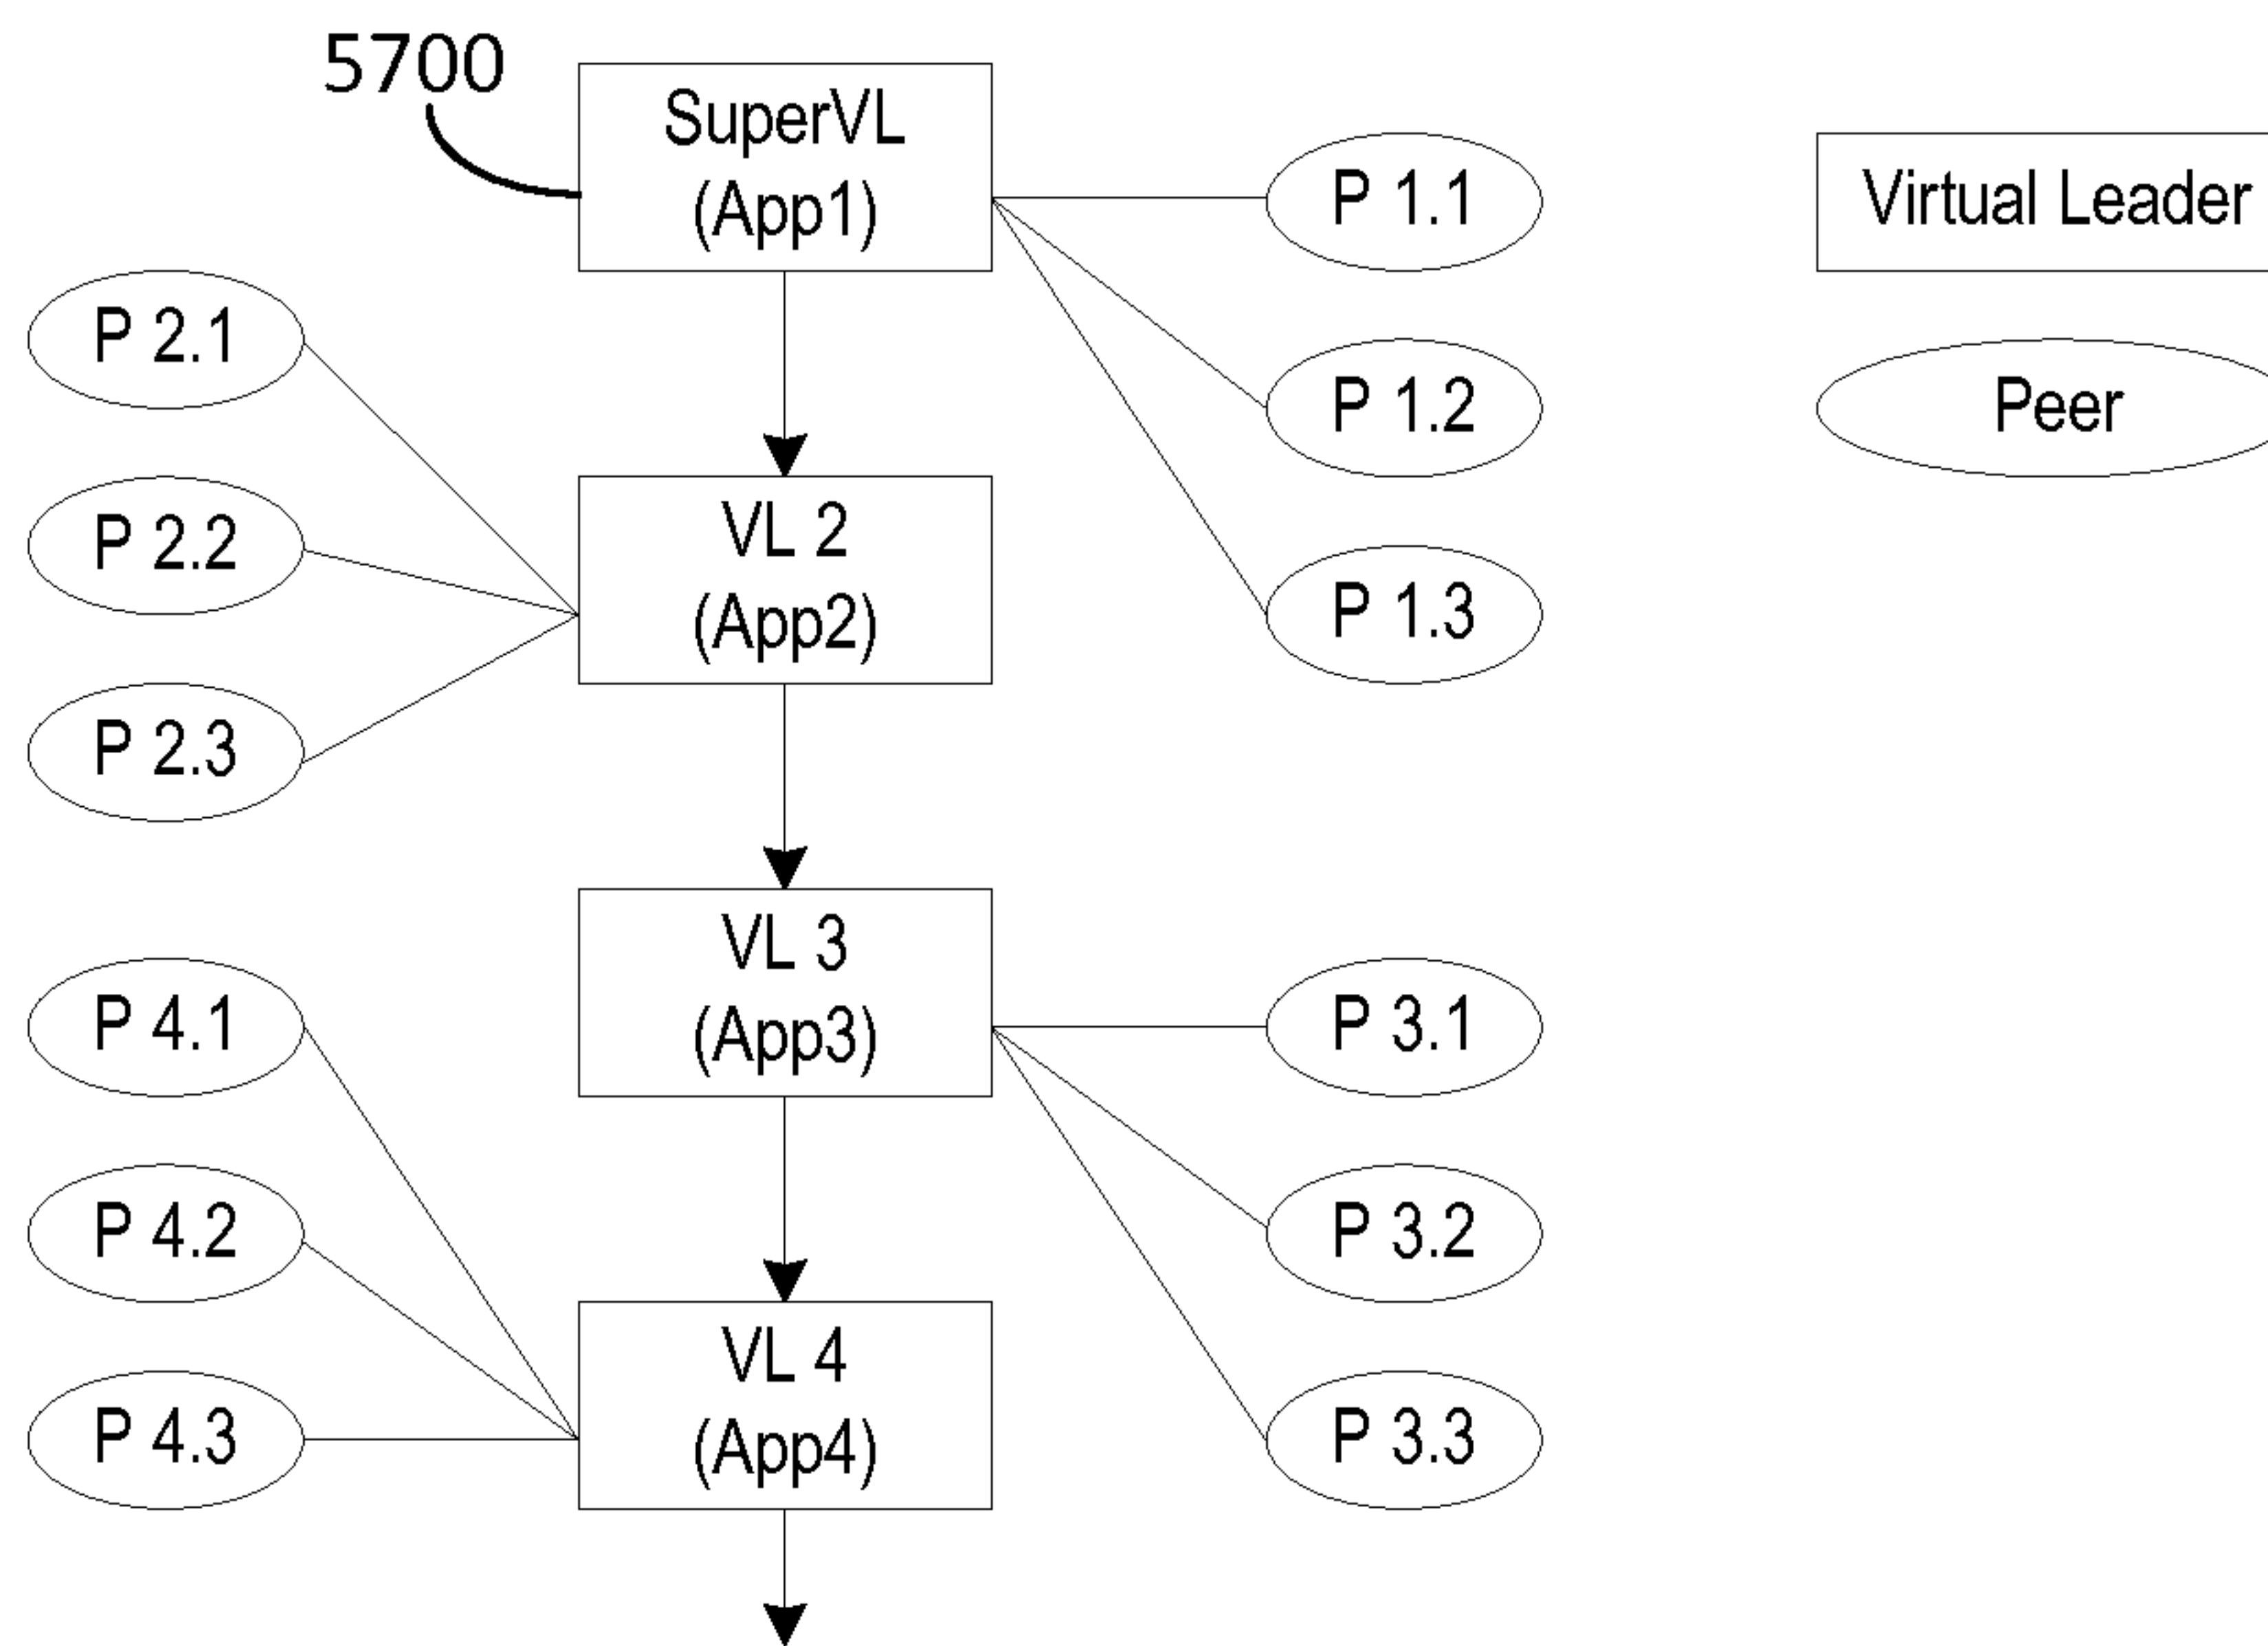 5700
SuperVL
(App1)
P 1.1
Virtual Leader
P 2.1
P 1.2
Peer
P 2.2
VL 2
(App2)
P 1.3
P 2.3
VL 3
(App3)
P 4.1
P 3.1
P 4.2
P 3.2
VL 4
(App4)
P 4.3
P 3.3